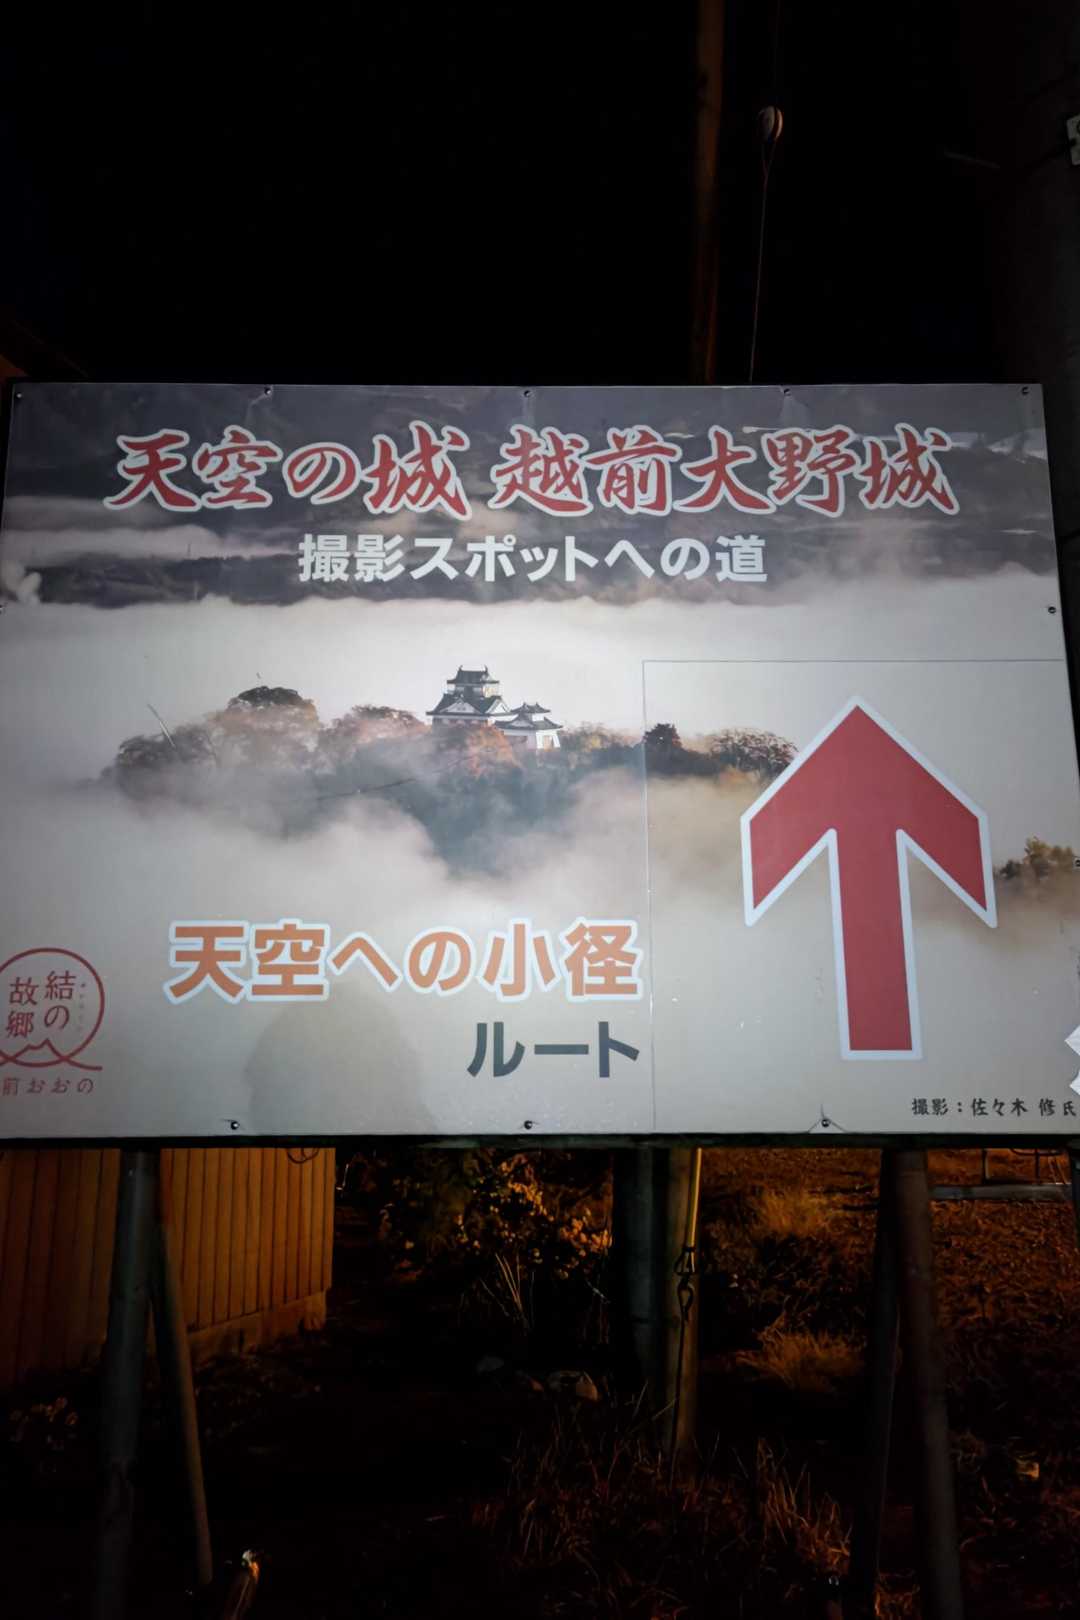 天空の城 越前大野城
撮影スポットへの道
天空への小径
ルート
結の
故郷
前おおの
撮影：佐々木 修氏